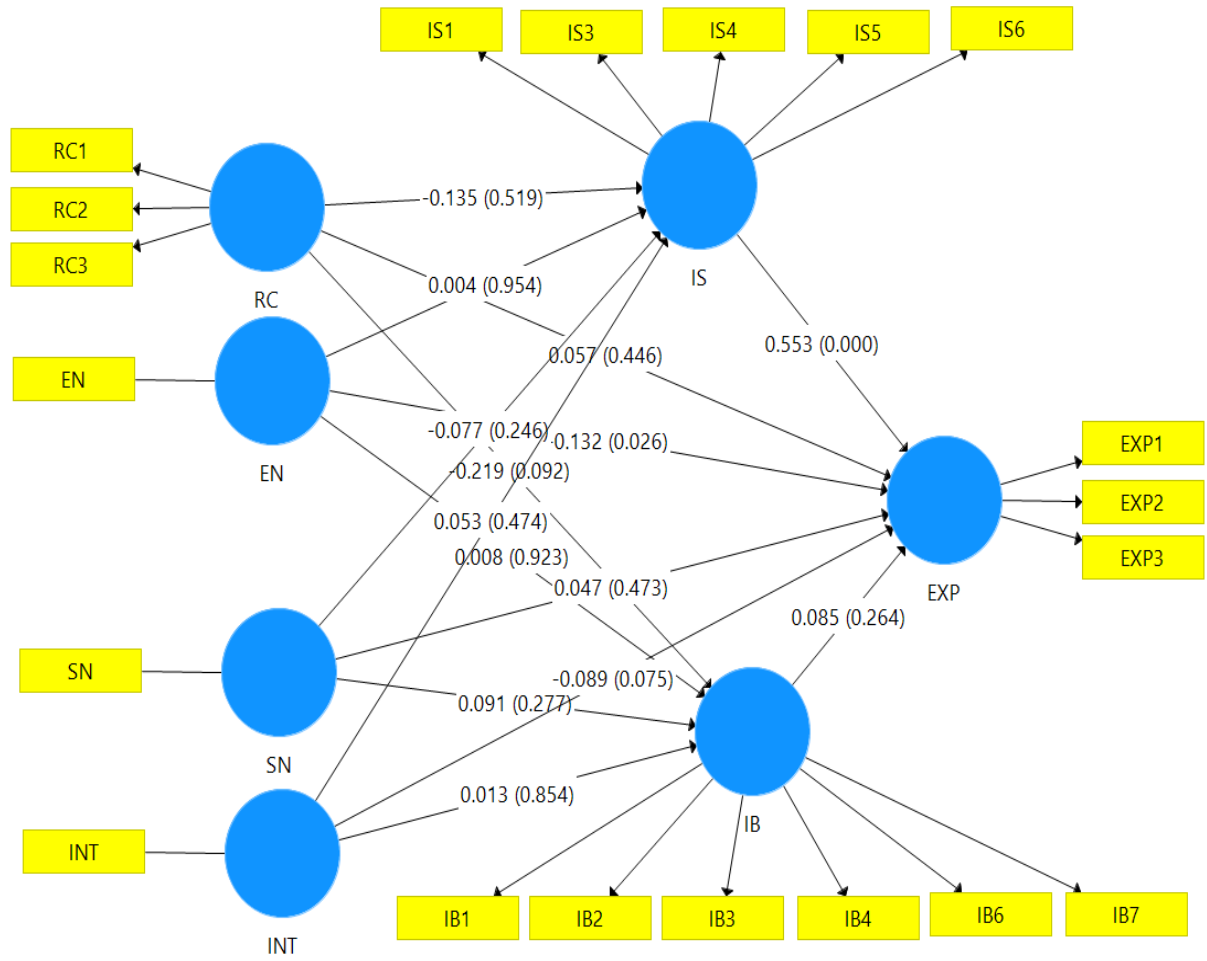 IS1
IS3
IS4
IS5
IS6
RC1
RC2
RC3
RC
-0.135 (0.519)
IS
0.004 (0.954)
0.057 (0.446)
0.553 (0.000)
EN
EN
-0.077 (0.246)
-0.132 (0.026)
-0.219 (0.092)
0.053 (0.474)
0.008 (0.923)
0.047 (0.473)
EXP1
EXP2
EXP3
EXP
0.085 (0.264)
SN
SN
-0.089 (0.075)
0.091 (0.277)
0.013 (0.854)
IB
INT
INT
IB1
IB2
IB3
IB4
IB6
IB7